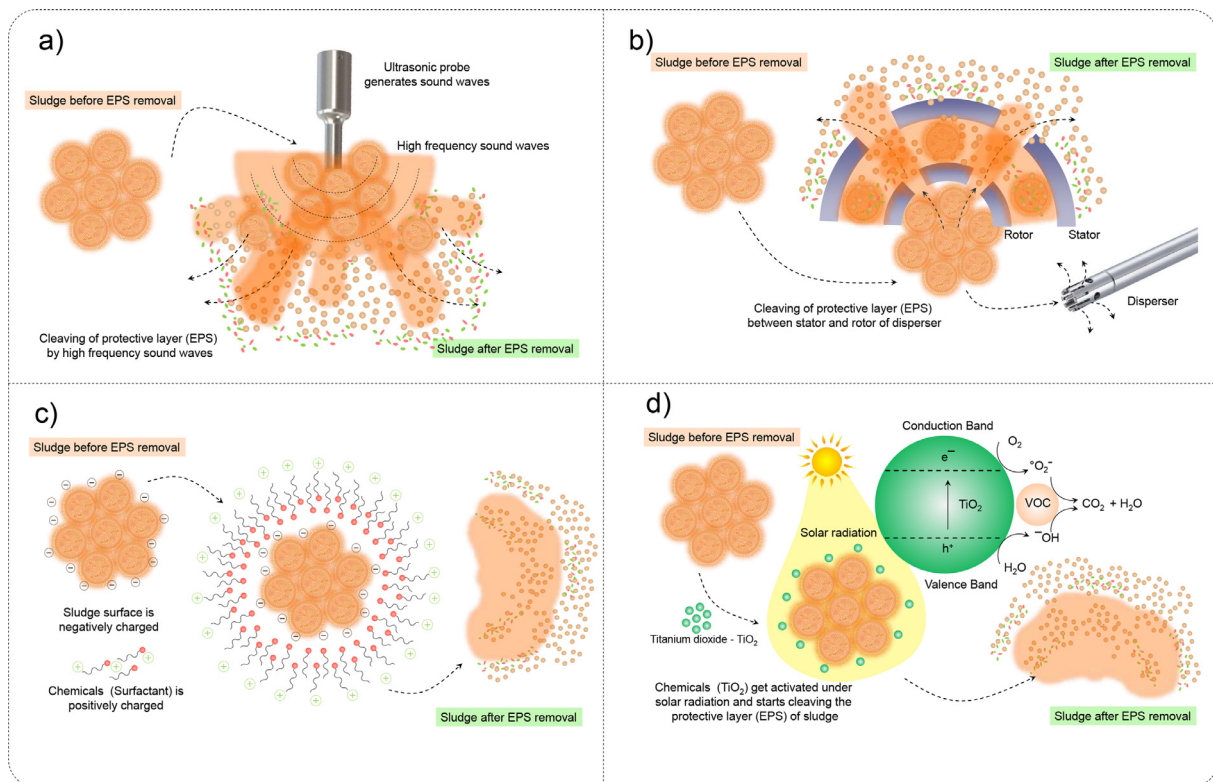 a)
Ultrasonic probe
generates sound waves
Sludge before EPS removal
High frequency sound waves
Cleaving of protective layer (EPS)
by high frequency sound waves
Sludge after EPS removal
b)
Sludge before EPS removal
Sludge after EPS removal
Rotor
Stator
Cleaving of protective layer (EPS)
between stator and rotor of disperser
Disperser
c)
Sludge before EPS removal
Sludge surface is
negatively charged
Chemicals (Surfactant) is
positively charged
Sludge after EPS removal
d)
Sludge before EPS removal
Conduction Band
O₂
e⁻
°O₂⁻
TiO₂
VOC
CO₂ + H₂O
Solar radiation
h⁺
⁻OH
H₂O
Valence Band
Titanium dioxide - TiO₂
Chemicals (TiO₂) get activated under
solar radiation and starts cleaving the
protective layer (EPS) of sludge
Sludge after EPS removal